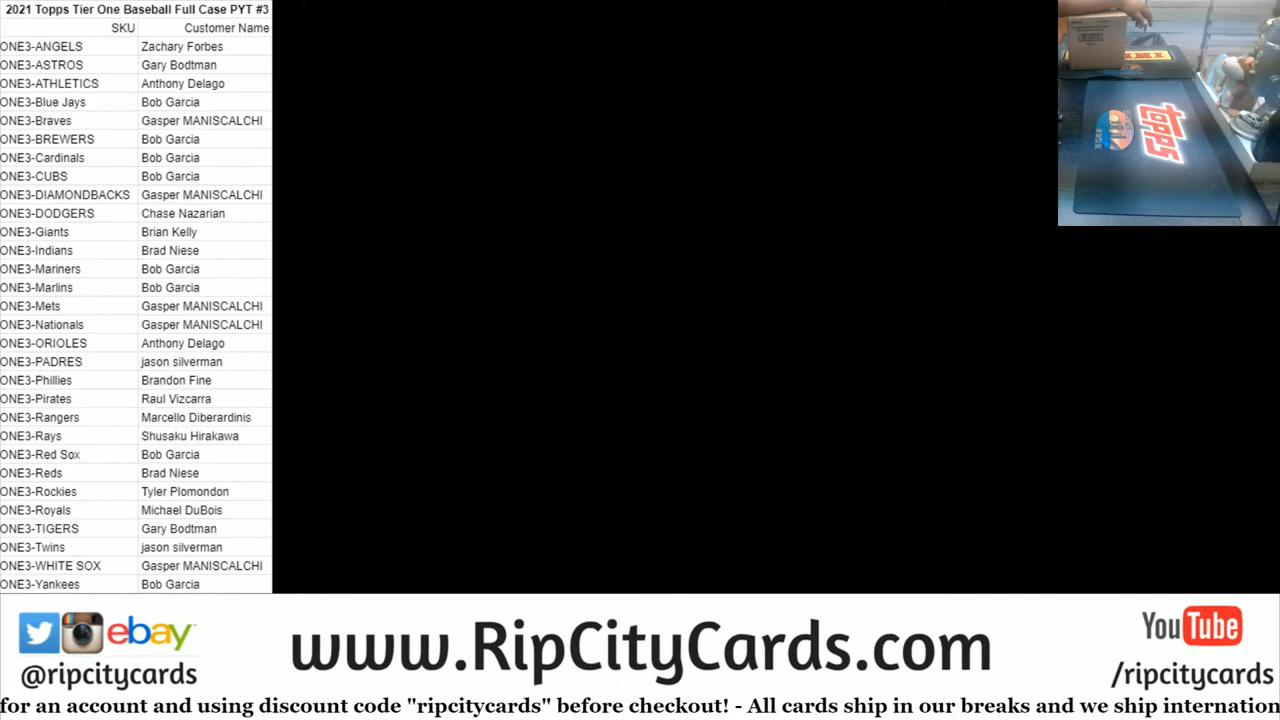 2021 Topps Tier One Baseball Full Case PYT #3
SKU Customer Name
ONE3-ANGELS Zachary Forbes
ONE3-ASTROS Gary Bodtman
ONE3-ATHLETICS Anthony Delago
ONE3-Blue Jays Bob Garcia
ONE3-Braves Gasper MANISCALCHI
ONE3-BREWERS Bob Garcia
ONE3-Cardinals Bob Garcia
ONE3-CUBS Bob Garcia
ONE3-DIAMONDBACKS Gasper MANISCALCHI
ONE3-DODGERS Chase Nazarian
ONE3-Giants Brian Kelly
ONE3-Indians Brad Niese
ONE3-Mariners Bob Garcia
ONE3-Marlins Bob Garcia
ONE3-Mets Gasper MANISCALCHI
ONE3-Nationals Gasper MANISCALCHI
ONE3-ORIOLES Anthony Delago
ONE3-PADRES jason silverman
ONE3-Phillies Brandon Fine
ONE3-Pirates Raul Vizcarra
ONE3-Rangers Marcello Diberardinis
ONE3-Rays Shusaku Hirakawa
ONE3-Red Sox Bob Garcia
ONE3-Reds Brad Niese
ONE3-Rockies Tyler Plomondon
ONE3-Royals Michael DuBois
ONE3-TIGERS Gary Bodtman
ONE3-Twins jason silverman
ONE3-WHITE SOX Gasper MANISCALCHI
ONE3-Yankees Bob Garcia
topps
ebay
@ripcitycards
www.RipCityCards.com
YouTube
/ripcitycards
for an account and using discount code "ripcitycards" before checkout! - All cards ship in our breaks and we ship internation